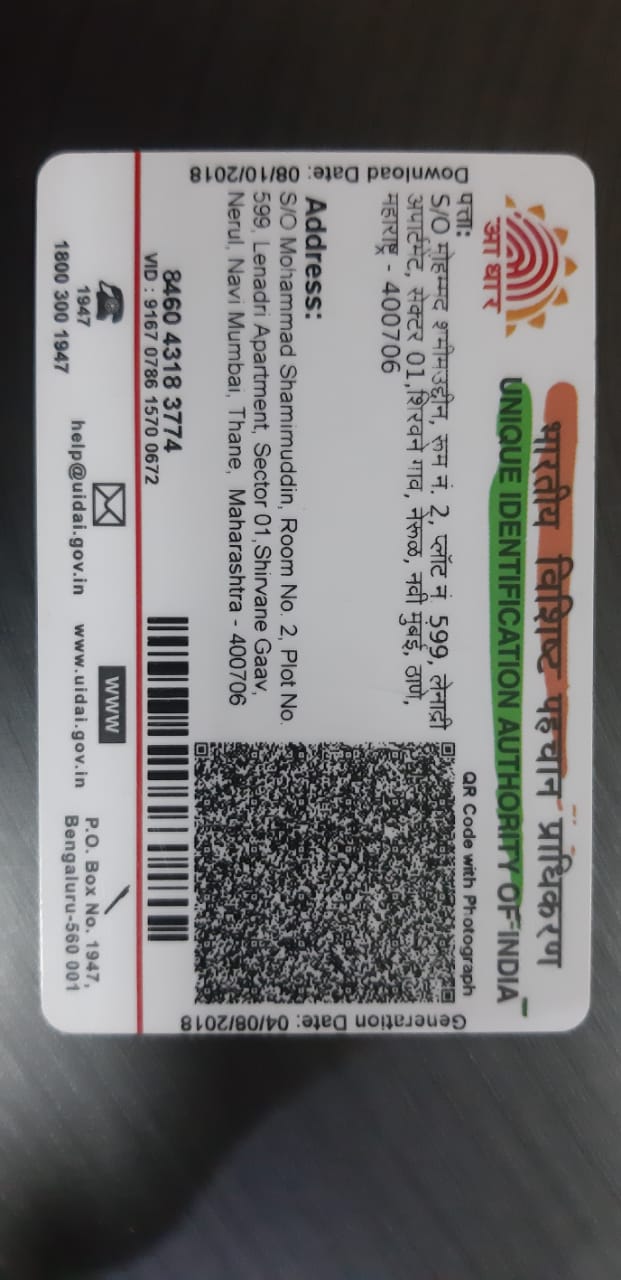 भारतीय विशिष्ट पहचान प्राधिकरण
UNIQUE IDENTIFICATION AUTHORITY OF INDIA
आधार
Download Date: 08/10/2018
पत्ता:
S/O मोहम्मद शमीमउद्दीन, रूम नं. 2, प्लॉट नं 599, लेनाद्री
अपार्टमेंट, सेक्टर 01,शिरवने गाव, नेरूळ, नवी मुंबई, ठाणे,
महाराष्ट्र - 400706
Address:
S/O Mohammad Shamimuddin, Room No. 2, Plot No.
599, Lenadri Apartment, Sector 01,Shirvane Gaav,
Nerul, Navi Mumbai, Thane, Maharashtra - 400706
QR Code with Photograph
Generation Date: 04/08/2018
8460 4318 3774
VID : 9167 0786 1570 0672
1947
1800 300 1947
help@uidai.gov.in
WWW
www.uidai.gov.in
P.O. Box No. 1947,
Bengaluru-560 001